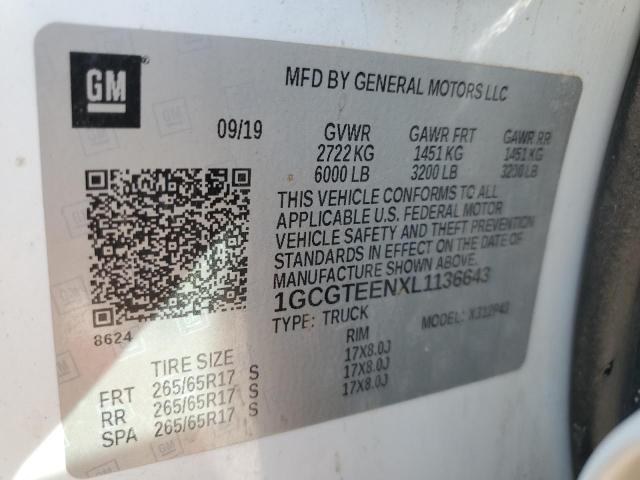 GM
MFD BY GENERAL MOTORS LLC
09/19 GVWR GAWR FRT GAWR RR
2722 KG 1451 KG 1451 KG
6000 LB 3200 LB 3200 LB
THIS VEHICLE CONFORMS TO ALL
APPLICABLE U.S. FEDERAL MOTOR
VEHICLE SAFETY AND THEFT PREVENTION
STANDARDS IN EFFECT ON THE DATE OF
MANUFACTURE SHOWN ABOVE.
1GCGTEENXL1136643
TYPE: TRUCK MODEL: X312P43
8624
TIRE SIZE RIM
FRT 265/65R17 S 17X8.0J
RR 265/65R17 S 17X8.0J
SPA 265/65R17 S 17X8.0J